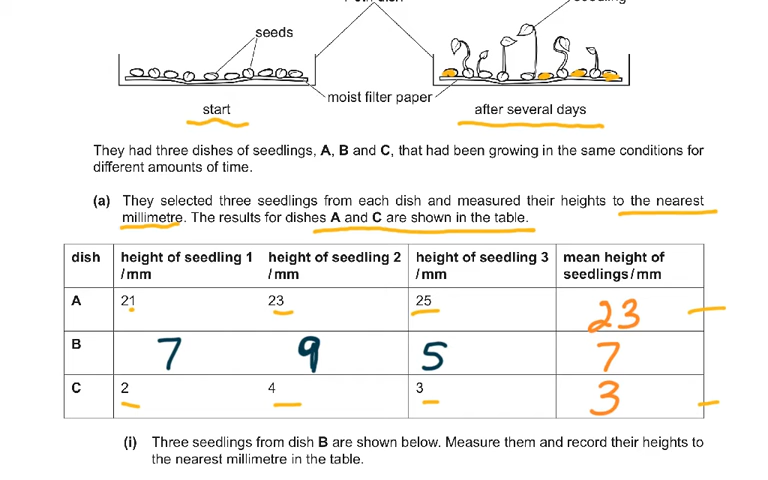 seeds
moist filter paper
start
after several days
They had three dishes of seedlings, A, B and C, that had been growing in the same conditions for
different amounts of time.
(a) They selected three seedlings from each dish and measured their heights to the nearest
millimetre. The results for dishes A and C are shown in the table.
dish height of seedling 1 /mm height of seedling 2 /mm height of seedling 3 /mm mean height of seedlings/mm
A 21 23 25 23
B 7 9 5 7
C 2 4 3 3
(i) Three seedlings from dish B are shown below. Measure them and record their heights to
the nearest millimetre in the table.